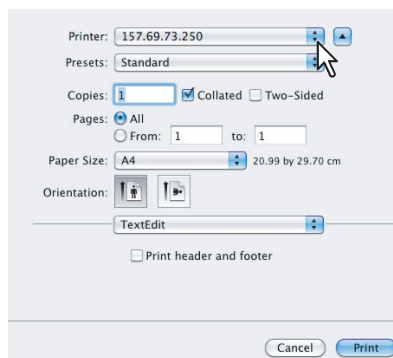 Printer: 157.69.73.250
Presets: Standard
Copies: 1 Collated Two-Sided
Pages: All
From: 1 to: 1
Paper Size: A4 20.99 by 29.70 cm
Orientation:
TextEdit
Print header and footer
Cancel Print